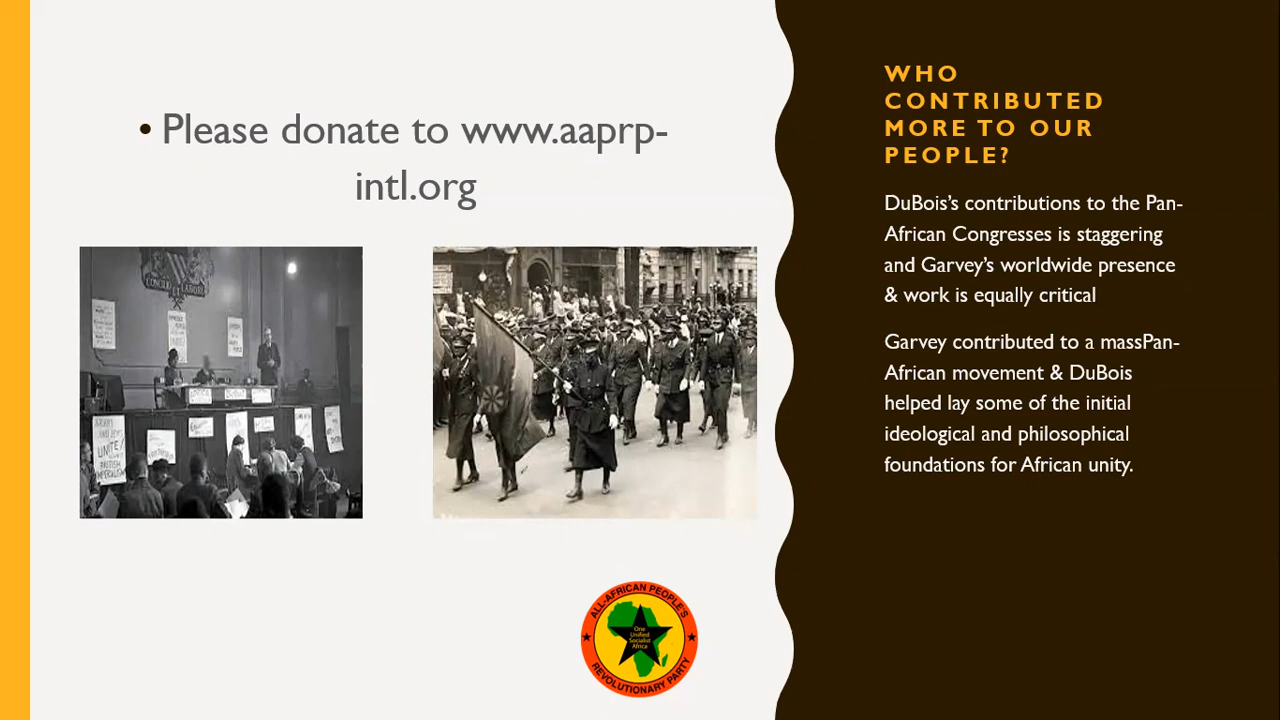 • Please donate to www.aaprp-
intl.org
WHO
CONTRIBUTED
MORE TO OUR
PEOPLE?
DuBois's contributions to the Pan-
African Congresses is staggering
and Garvey's worldwide presence
& work is equally critical
Garvey contributed to a massPan-
African movement & DuBois
helped lay some of the initial
ideological and philosophical
foundations for African unity.
UNITE/
ALL-AFRICAN PEOPLE'S
One
Unified
Socialist
Africa
REVOLUTIONARY PARTY